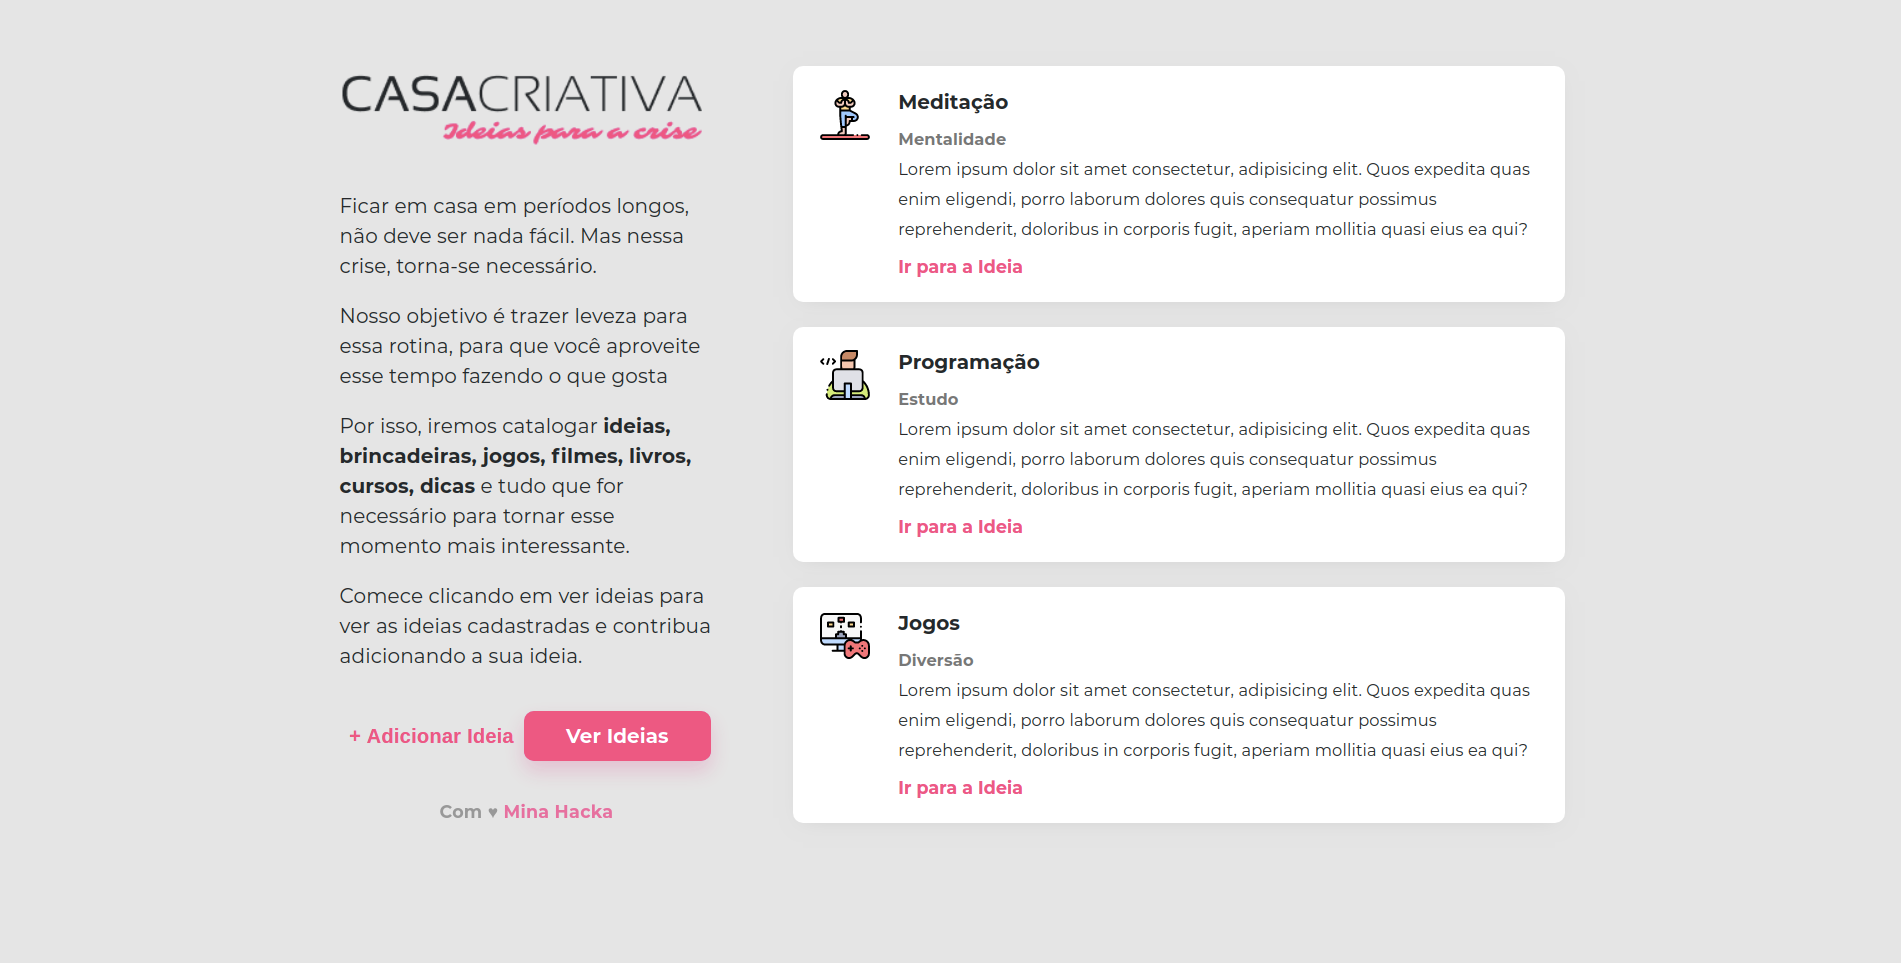 CASACRIATIVA
Ideias para a crise
Ficar em casa em períodos longos,
não deve ser nada fácil. Mas nessa
crise, torna-se necessário.
Nosso objetivo é trazer leveza para
essa rotina, para que você aproveite
esse tempo fazendo o que gosta
Por isso, iremos catalogar ideias,
brincadeiras, jogos, filmes, livros,
cursos, dicas e tudo que for
necessário para tornar esse
momento mais interessante.
Comece clicando em ver ideias para
ver as ideias cadastradas e contribua
adicionando a sua ideia.
+ Adicionar Ideia
Ver Ideias
Com ♥ Mina Hacka
Meditação
Mentalidade
Lorem ipsum dolor sit amet consectetur, adipisicing elit. Quos expedita quas
enim eligendi, porro laborum dolores quis consequatur possimus
reprehenderit, doloribus in corporis fugit, aperiam mollitia quasi eius ea qui?
Ir para a Ideia
Programação
Estudo
Lorem ipsum dolor sit amet consectetur, adipisicing elit. Quos expedita quas
enim eligendi, porro laborum dolores quis consequatur possimus
reprehenderit, doloribus in corporis fugit, aperiam mollitia quasi eius ea qui?
Ir para a Ideia
Jogos
Diversão
Lorem ipsum dolor sit amet consectetur, adipisicing elit. Quos expedita quas
enim eligendi, porro laborum dolores quis consequatur possimus
reprehenderit, doloribus in corporis fugit, aperiam mollitia quasi eius ea qui?
Ir para a Ideia